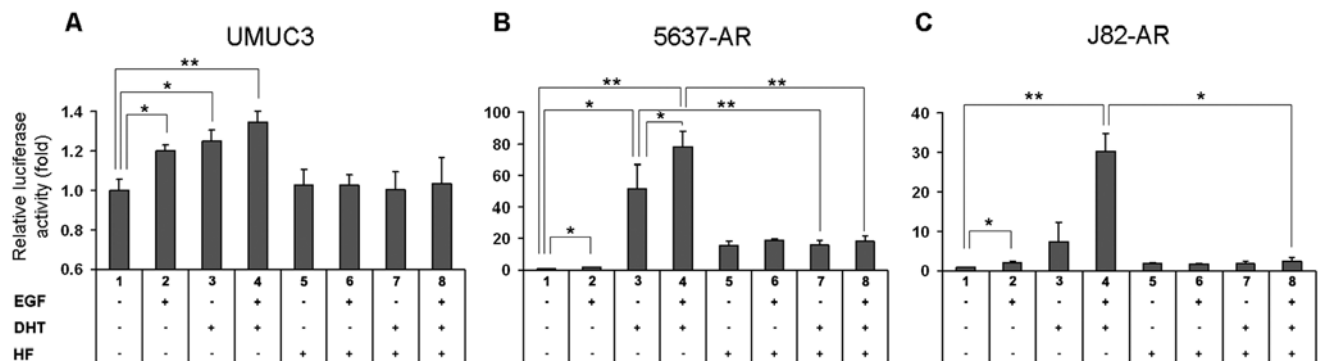 A
UMUC3
B
5637-AR
C
J82-AR
Relative luciferase
activity (fold)
**
*
*
1.4
1.2
1.0
0.8
0.6
**
**
*
**
*
*
100
80
60
40
20
0
**
*
*
40
30
20
10
0
1 2 3 4 5 6 7 8
1 2 3 4 5 6 7 8
1 2 3 4 5 6 7 8
EGF - + - + - + - + - + - + - + - + - + - + - + - +
DHT - - + + - - + + - - + + - - + + - - + + - - + +
HF - - - - + + + + - - - - + + + + - - - - + + + +